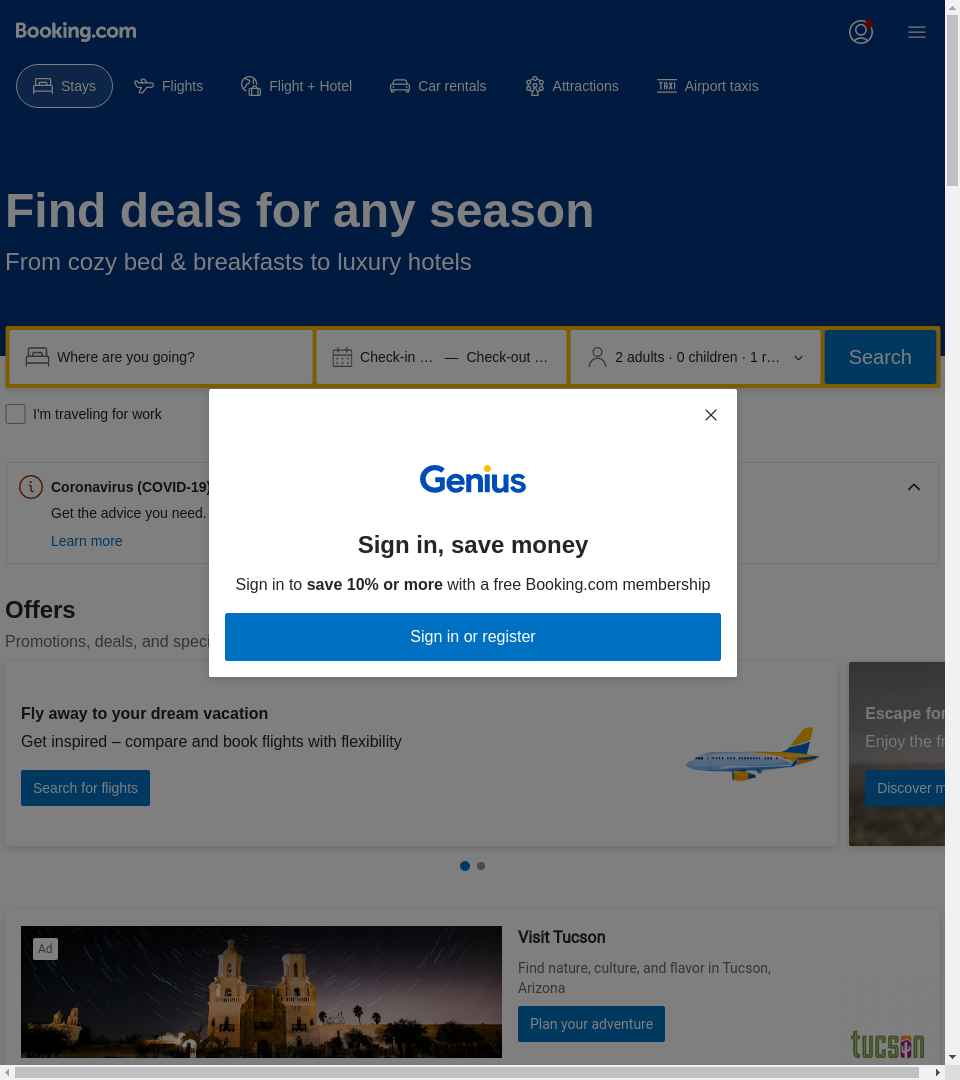 Booking.com
Stays
Flights
Flight + Hotel
Car rentals
Attractions
Airport taxis
Find deals for any season
From cozy bed & breakfasts to luxury hotels
Where are you going?
Check-in ... — Check-out ...
2 adults · 0 children · 1 r...
Search
I'm traveling for work
Coronavirus (COVID-19)
Get the advice you need.
Learn more
Genius
Sign in, save money
Sign in to save 10% or more with a free Booking.com membership
Sign in or register
Offers
Promotions, deals, and speci
Fly away to your dream vacation
Get inspired – compare and book flights with flexibility
Search for flights
Escape for
Enjoy the fr
Discover m
Ad
Visit Tucson
Find nature, culture, and flavor in Tucson,
Arizona
Plan your adventure
tucson